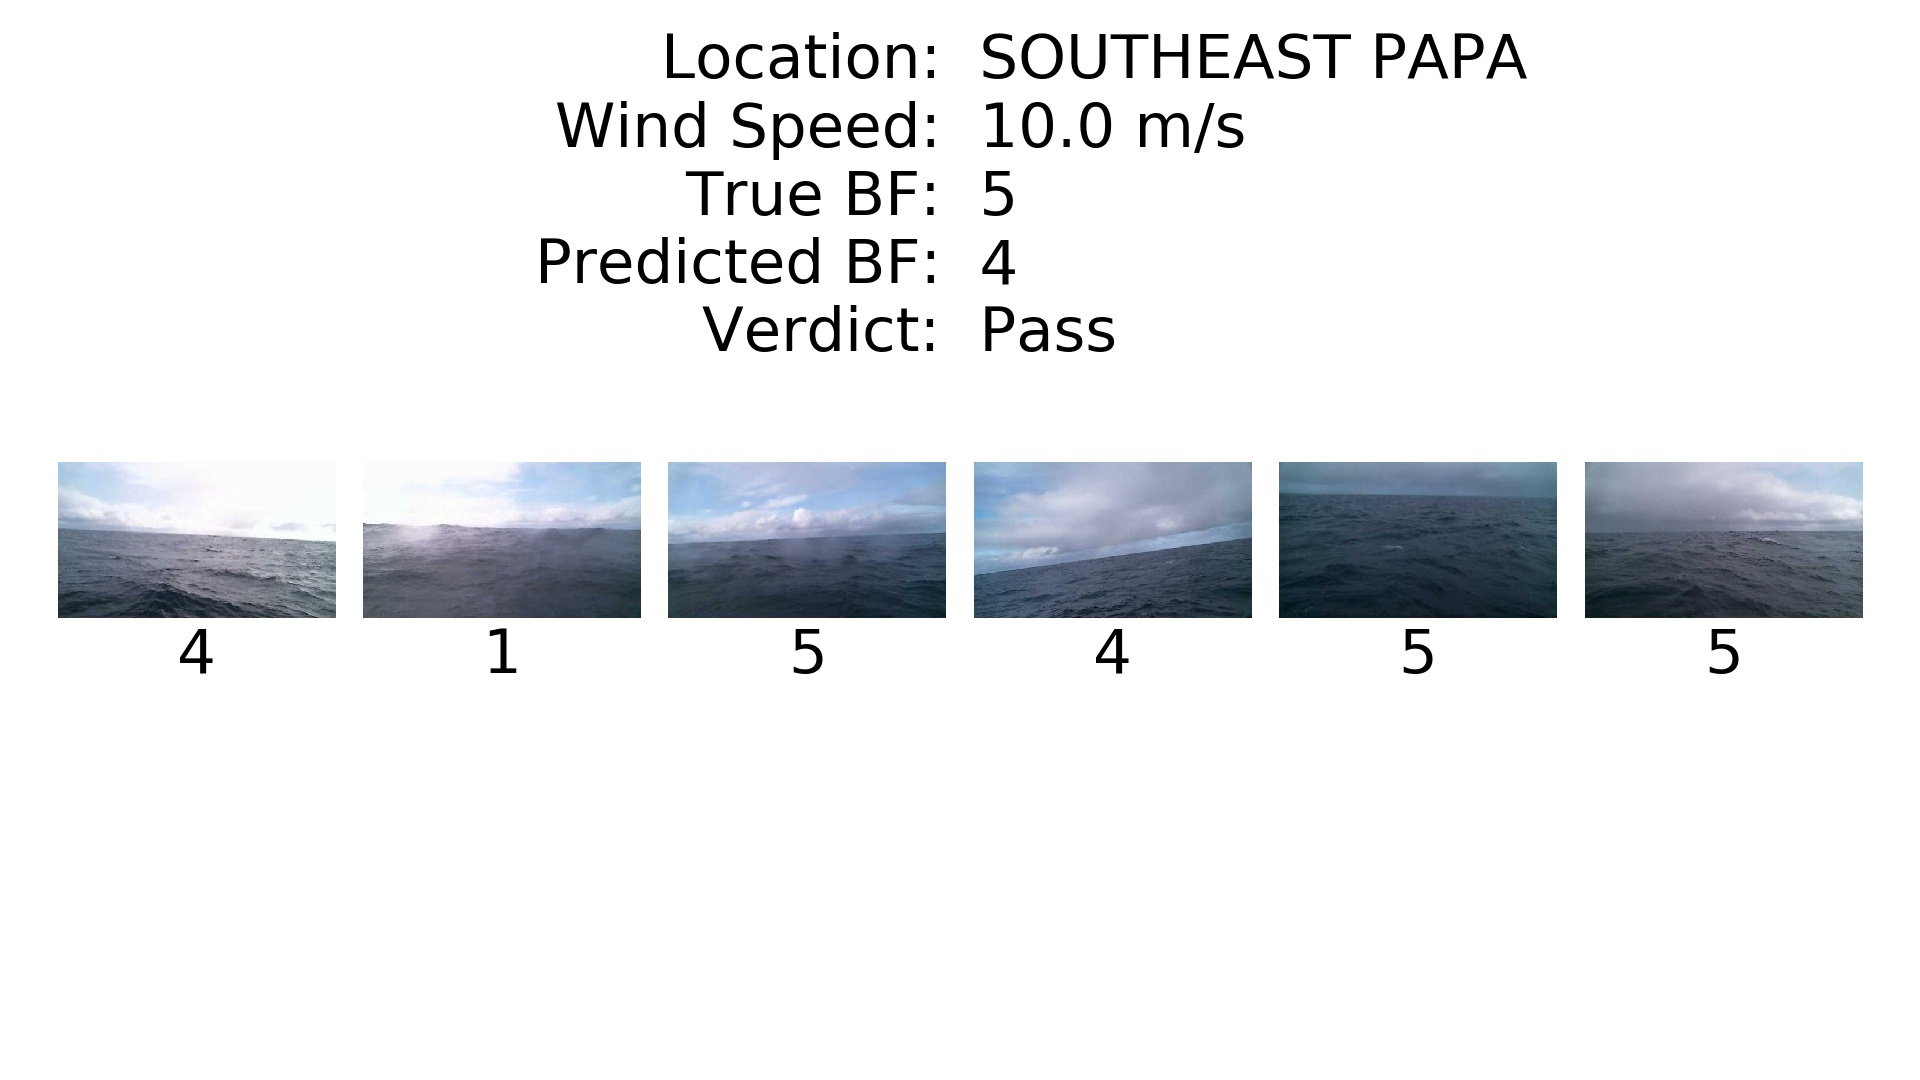 Location: SOUTHEAST PAPA
Wind Speed: 10.0 m/s
True BF: 5
Predicted BF: 4
Verdict: Pass
4 1 5 4 5 5